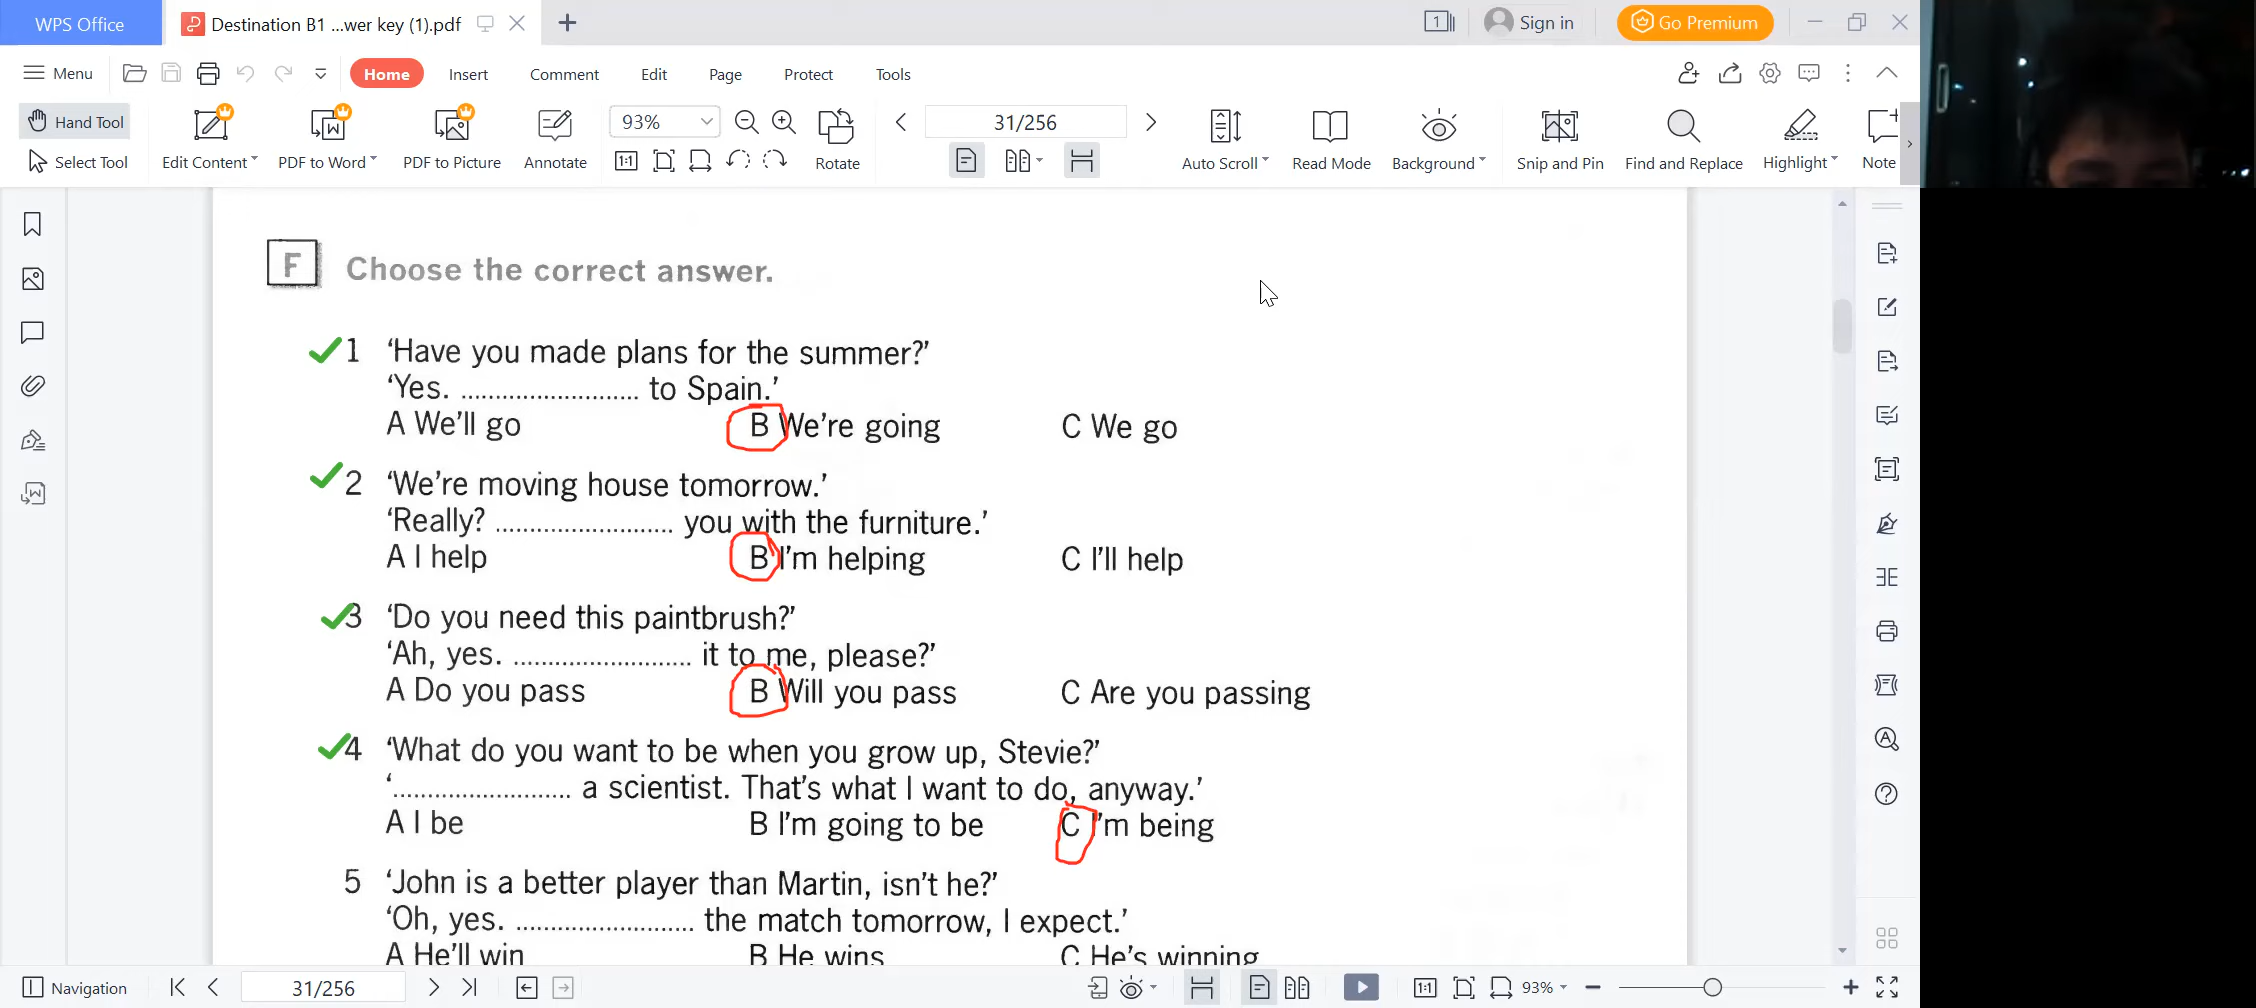 WPS Office
Destination B1 ...wer key (1).pdf
1
Sign in
Go Premium
Menu
Home
Insert
Comment
Edit
Page
Protect
Tools
Hand Tool
Select Tool
Edit Content
PDF to Word
PDF to Picture
Annotate
93%
1:1
Rotate
31/256
Auto Scroll
Read Mode
Background
Snip and Pin
Find and Replace
Highlight
Note
F Choose the correct answer.
1 ‘Have you made plans for the summer?’
‘Yes. .......................... to Spain.’
A We’ll go B We’re going C We go
2 ‘We’re moving house tomorrow.’
‘Really? .......................... you with the furniture.’
A I help B I’m helping C I’ll help
3 ‘Do you need this paintbrush?’
‘Ah, yes. .......................... it to me, please?’
A Do you pass B Will you pass C Are you passing
4 ‘What do you want to be when you grow up, Stevie?’
‘.......................... a scientist. That’s what I want to do, anyway.’
A I be B I’m going to be C I’m being
5 ‘John is a better player than Martin, isn’t he?’
‘Oh, yes. .......................... the match tomorrow, I expect.’
A He’ll win B He wins C He’s winning
Navigation
31/256
1:1
93%